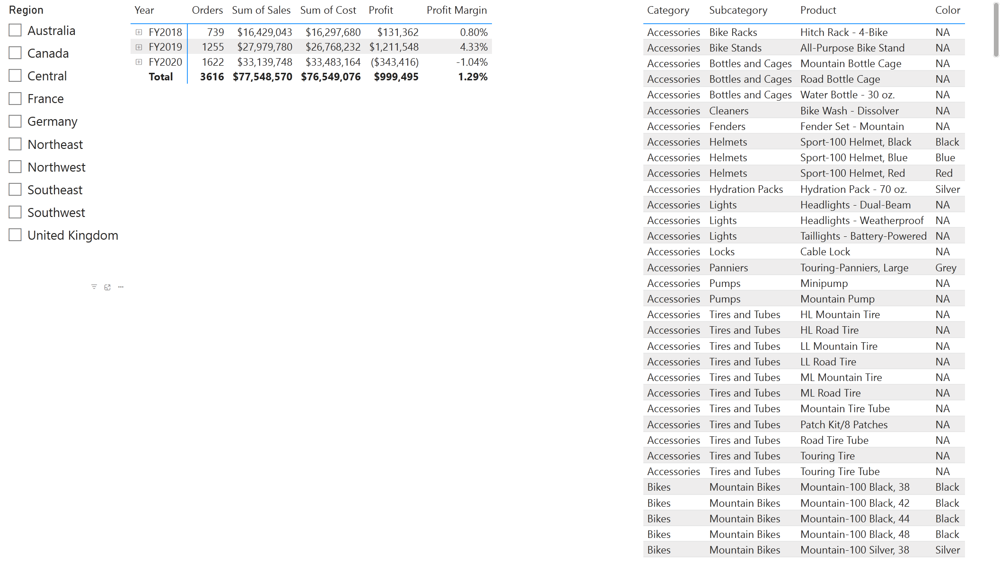 Region
Australia
Canada
Central
France
Germany
Northeast
Northwest
Southeast
Southwest
United Kingdom
Year Orders Sum of Sales Sum of Cost Profit Profit Margin
FY2018 739 $16,429,043 $16,297,680 $131,362 0.80%
FY2019 1255 $27,979,780 $26,768,232 $1,211,548 4.33%
FY2020 1622 $33,139,748 $33,483,164 ($343,416) -1.04%
Total 3616 $77,548,570 $76,549,076 $999,495 1.29%
Category Subcategory Product Color
Accessories Bike Racks Hitch Rack - 4-Bike NA
Accessories Bike Stands All-Purpose Bike Stand NA
Accessories Bottles and Cages Mountain Bottle Cage NA
Accessories Bottles and Cages Road Bottle Cage NA
Accessories Bottles and Cages Water Bottle - 30 oz. NA
Accessories Cleaners Bike Wash - Dissolver NA
Accessories Fenders Fender Set - Mountain NA
Accessories Helmets Sport-100 Helmet, Black Black
Accessories Helmets Sport-100 Helmet, Blue Blue
Accessories Helmets Sport-100 Helmet, Red Red
Accessories Hydration Packs Hydration Pack - 70 oz. Silver
Accessories Lights Headlights - Dual-Beam NA
Accessories Lights Headlights - Weatherproof NA
Accessories Lights Taillights - Battery-Powered NA
Accessories Locks Cable Lock NA
Accessories Panniers Touring-Panniers, Large Grey
Accessories Pumps Minipump NA
Accessories Pumps Mountain Pump NA
Accessories Tires and Tubes HL Mountain Tire NA
Accessories Tires and Tubes HL Road Tire NA
Accessories Tires and Tubes LL Mountain Tire NA
Accessories Tires and Tubes LL Road Tire NA
Accessories Tires and Tubes ML Mountain Tire NA
Accessories Tires and Tubes ML Road Tire NA
Accessories Tires and Tubes Mountain Tire Tube NA
Accessories Tires and Tubes Patch Kit/8 Patches NA
Accessories Tires and Tubes Road Tire Tube NA
Accessories Tires and Tubes Touring Tire NA
Accessories Tires and Tubes Touring Tire Tube NA
Bikes Mountain Bikes Mountain-100 Black, 38 Black
Bikes Mountain Bikes Mountain-100 Black, 42 Black
Bikes Mountain Bikes Mountain-100 Black, 44 Black
Bikes Mountain Bikes Mountain-100 Black, 48 Black
Bikes Mountain Bikes Mountain-100 Silver, 38 Silver